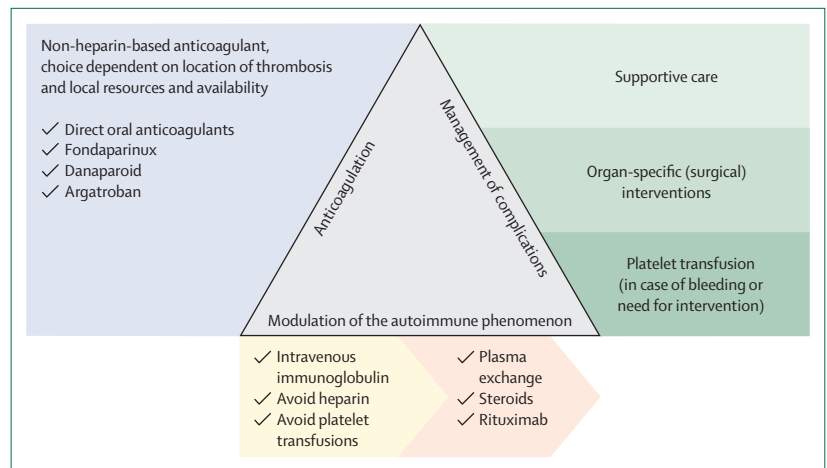 Non-heparin-based anticoagulant,
choice dependent on location of thrombosis
and local resources and availability
✓ Direct oral anticoagulants
✓ Fondaparinux
✓ Danaparoid
✓ Argatroban
Anticoagulation
Management of complications
Modulation of the autoimmune phenomenon
Supportive care
Organ-specific (surgical)
interventions
Platelet transfusion
(in case of bleeding or
need for intervention)
✓ Intravenous
immunoglobulin
✓ Avoid heparin
✓ Avoid platelet
transfusions
✓ Plasma
exchange
✓ Steroids
✓ Rituximab